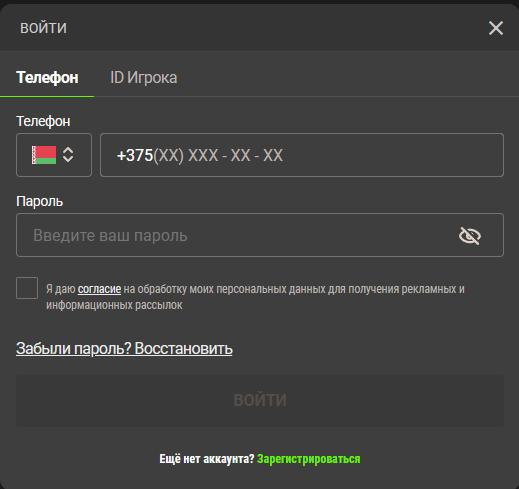 ВОЙТИ
Телефон ID Игрока
Телефон
+375(XX) XXX - XX - XX
Пароль
Введите ваш пароль
Я даю согласие на обработку моих персональных данных для получения рекламных и
информационных рассылок
Забыли пароль? Восстановить
ВОЙТИ
Ещё нет аккаунта? Зарегистрироваться